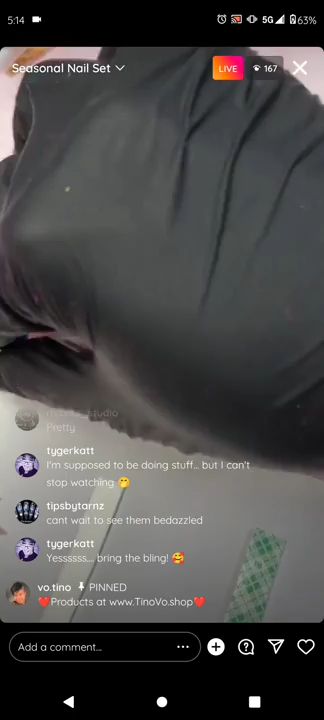 5:14
5G
63%
Seasonal Nail Set
LIVE
167
Pretty
tygerkatt
I'm supposed to be doing stuff.. but I can't
stop watching 🤭
tipsbytarnz
cant wait to see them bedazzled
tygerkatt
Yessssss.... bring the bling! 🥰
vo.tino 📌 PINNED
❤️Products at www.TinoVo.shop❤️
Add a comment...